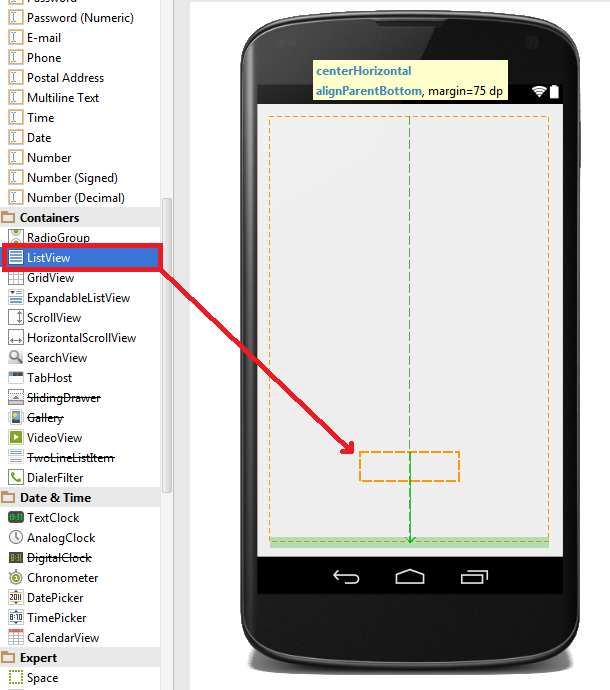 Password
Password (Numeric)
E-mail
Phone
Postal Address
Multiline Text
Time
Date
Number
Number (Signed)
Number (Decimal)
Containers
RadioGroup
ListView
GridView
ExpandableListView
ScrollView
HorizontalScrollView
SearchView
TabHost
SlidingDrawer
Gallery
VideoView
TwoLineListItem
DialerFilter
Date & Time
TextClock
AnalogClock
DigitalClock
Chronometer
DatePicker
TimePicker
CalendarView
Expert
Space
centerHorizontal
alignParentBottom, margin=75 dp